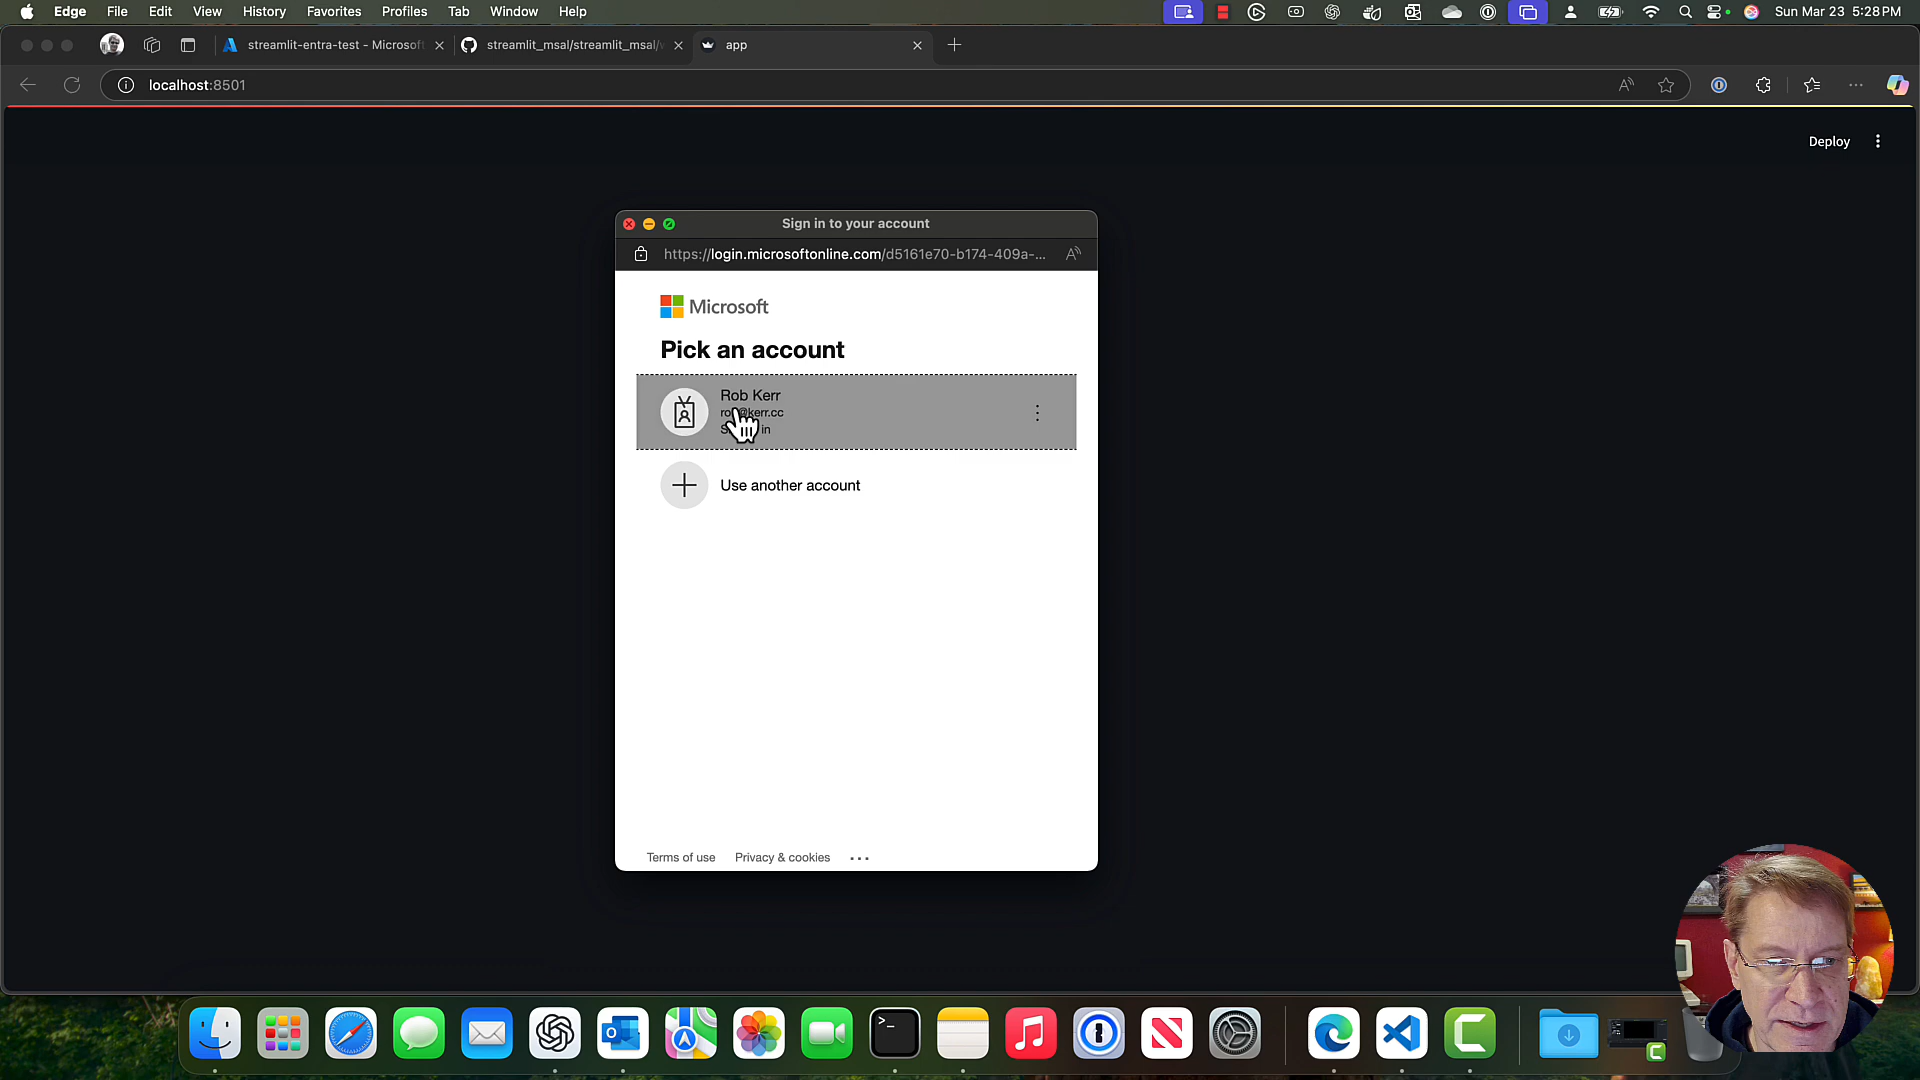 Edge File Edit View History Favorites Profiles Tab Window Help Sun Mar 23 5:28 PM
streamlit-entra-test - Microsoft streamlit_msal/streamlit_msal/ app
localhost:8501
Deploy
Sign in to your account
https://login.microsoftonline.com/d5161e70-b174-409a-...
Microsoft
Pick an account
Rob Kerr
@kerr.cc
in
Use another account
Terms of use Privacy & cookies ...